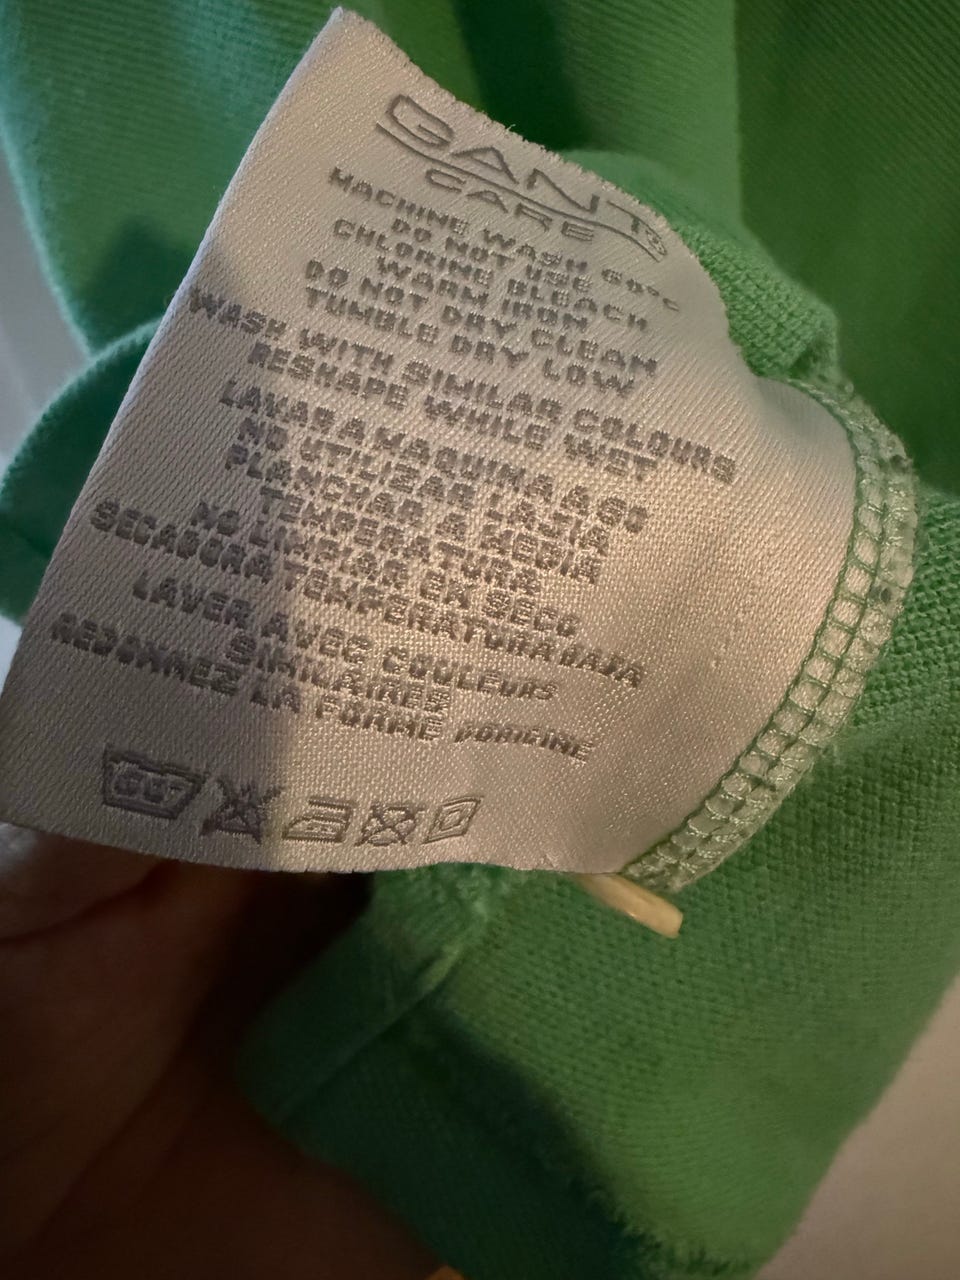 GANT®
CARE
MACHINE WASH 60°C
DO NOT USE
CHLORINE BLEACH
WARM IRON
DO NOT DRY CLEAN
TUMBLE DRY LOW
WASH WITH SIMILAR COLOURS
RESHAPE WHILE WET
LAVAR A MAQUINA A 60
NO UTILIZAR LEJIA
PLANCHAR A MEDIA
TEMPERATURA
NO LIMPIAR EN SECO
SECADORA TEMPERATURA BAJA
LAVER AVEC COULEURS
SIMILAIRES
REDONNEZ LA FORME D'ORIGINE
60°